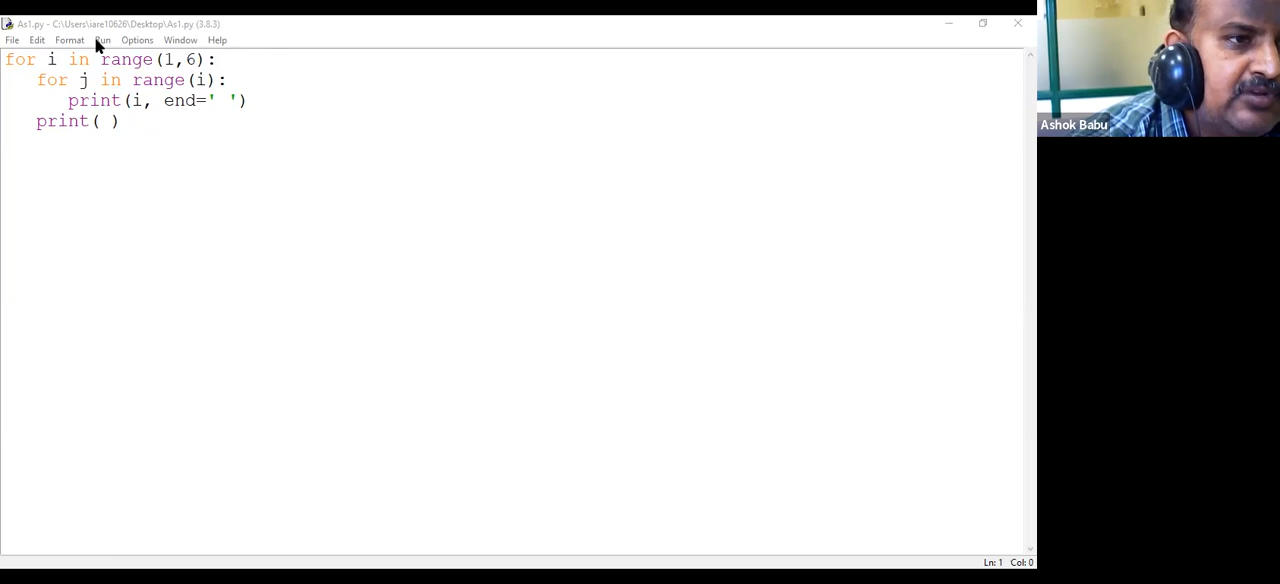 As1.py - C:\Users\iare10626\Desktop\As1.py (3.8.3)
File Edit Format Run Options Window Help
for i in range(1,6):
   for j in range(i):
      print(i, end=' ')
   print( )
Ashok Babu
Ln: 1 Col: 0